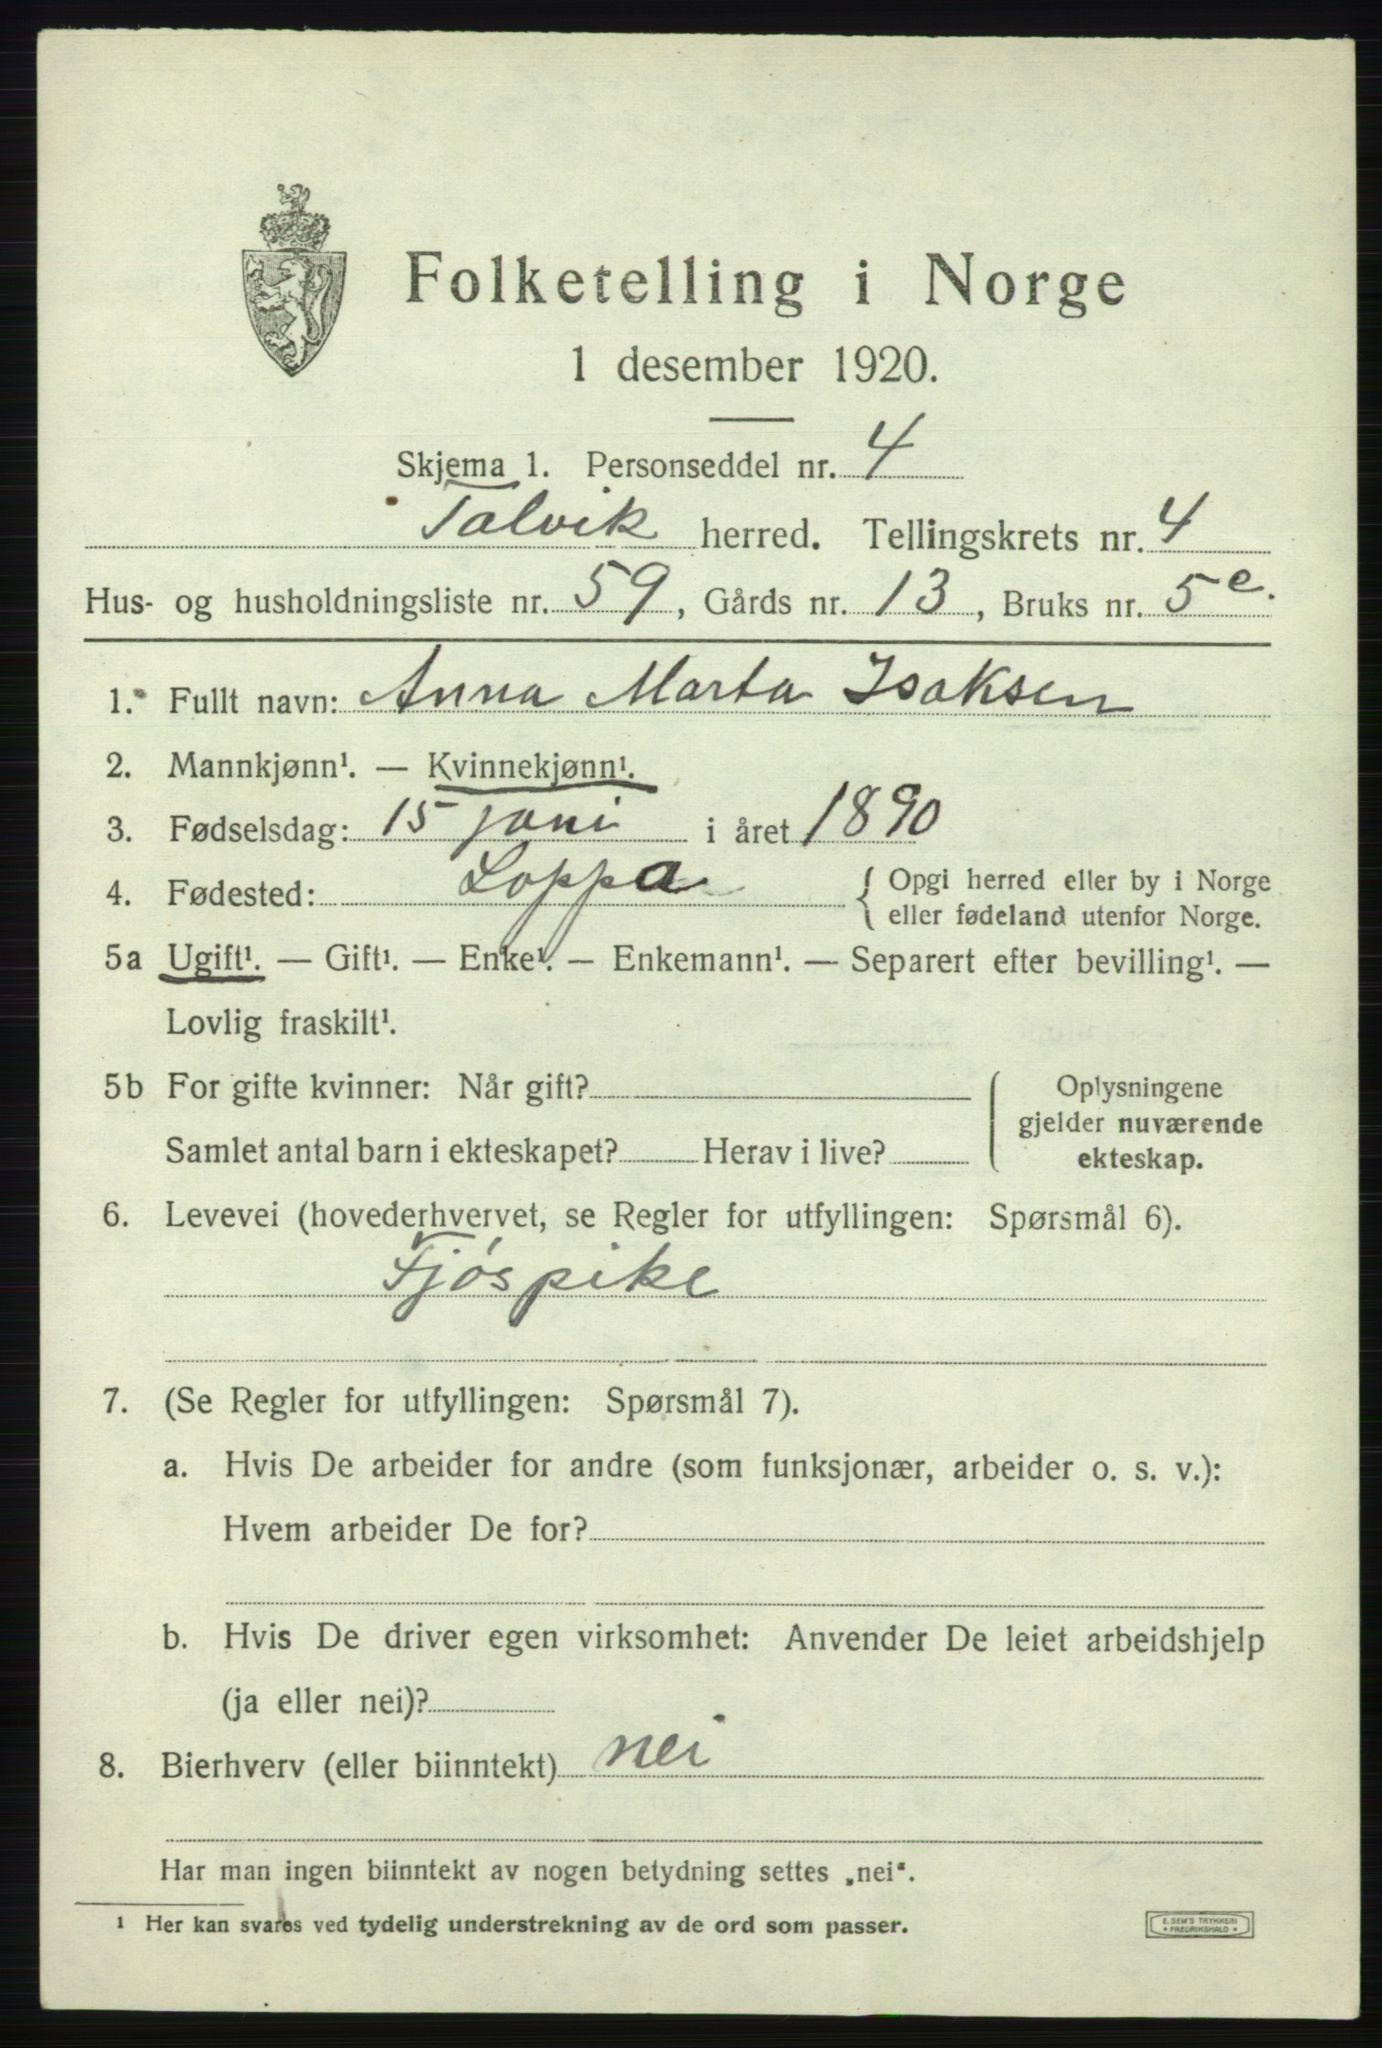 Folketelling i Norge
1 desember 1920.
Skjema 1. Personseddel nr. 4
Talvik herred. Tellingskrets nr. 4
Hus- og husholdningsliste nr. 59, Gårds nr. 13, Bruks nr. 5e.
1. Fullt navn: Anna Marta Isaksen
2. Mannkjønn¹. — Kvinnekjønn¹.
3. Fødselsdag: 15 juni i året 1890
4. Fødested: Loppa { Opgi herred eller by i Norge
eller fødeland utenfor Norge.
5a Ugift¹. — Gift¹. — Enke¹. — Enkemann¹. — Separert efter bevilling¹. —
Lovlig fraskilt¹.
5b For gifte kvinner: Når gift? Oplysningene
gjelder nuværende
Samlet antal barn i ekteskapet? Herav i live? ekteskap.
6. Levevei (hovederhvervet, se Regler for utfyllingen: Spørsmål 6).
Fjóspike
7. (Se Regler for utfyllingen: Spørsmål 7).
a. Hvis De arbeider for andre (som funksjonær, arbeider o. s. v.):
Hvem arbeider De for?
b. Hvis De driver egen virksomhet: Anvender De leiet arbeidshjelp
(ja eller nei)?
8. Bierhverv (eller biinntekt) nei
Har man ingen biinntekt av nogen betydning settes „nei“.
¹ Her kan svares ved tydelig understrekning av de ord som passer.
E. SEM'S TRYKKERI
* FREDRIKSHALD *